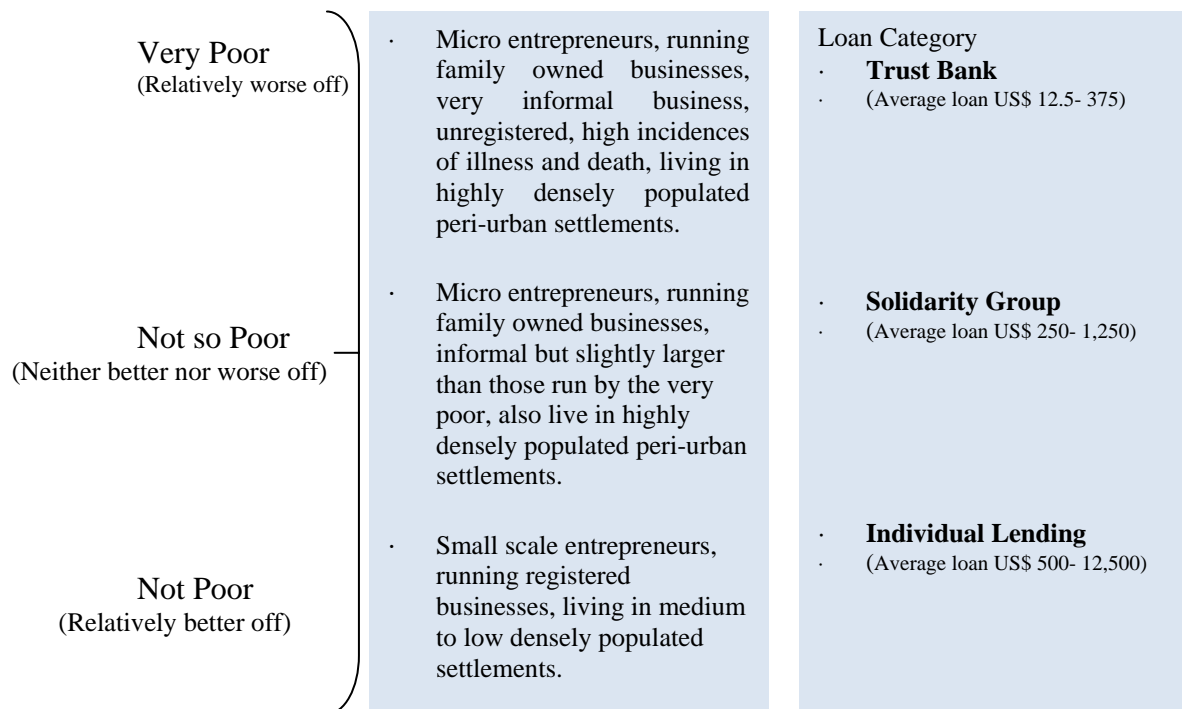 Very Poor
(Relatively worse off)
· Micro entrepreneurs, running
family owned businesses,
very informal business,
unregistered, high incidences
of illness and death, living in
highly densely populated
peri-urban settlements.
Loan Category
· Trust Bank
· (Average loan US$ 12.5- 375)
Not so Poor
(Neither better nor worse off)
· Micro entrepreneurs, running
family owned businesses,
informal but slightly larger
than those run by the very
poor, also live in highly
densely populated peri-urban
settlements.
· Solidarity Group
· (Average loan US$ 250- 1,250)
Not Poor
(Relatively better off)
· Small scale entrepreneurs,
running registered
businesses, living in medium
to low densely populated
settlements.
· Individual Lending
· (Average loan US$ 500- 12,500)